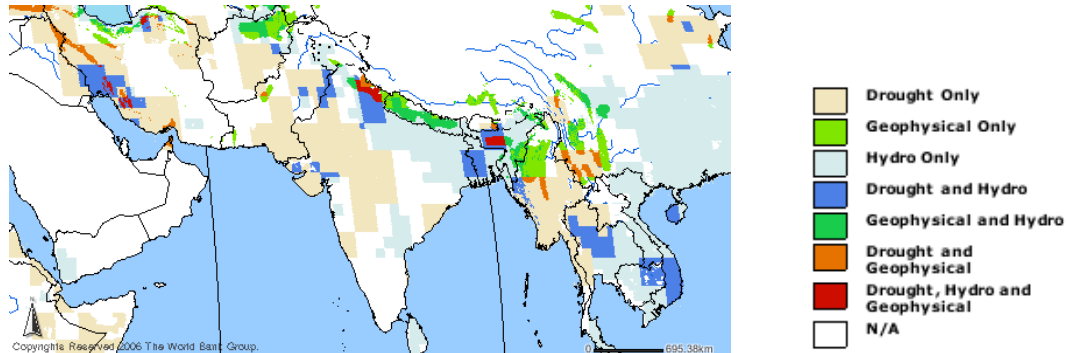 N
Copyrights Reserved 2006 The World Bank Group.
0 695.38km
Drought Only
Geophysical Only
Hydro Only
Drought and Hydro
Geophysical and Hydro
Drought and
Geophysical
Drought, Hydro and
Geophysical
N/A